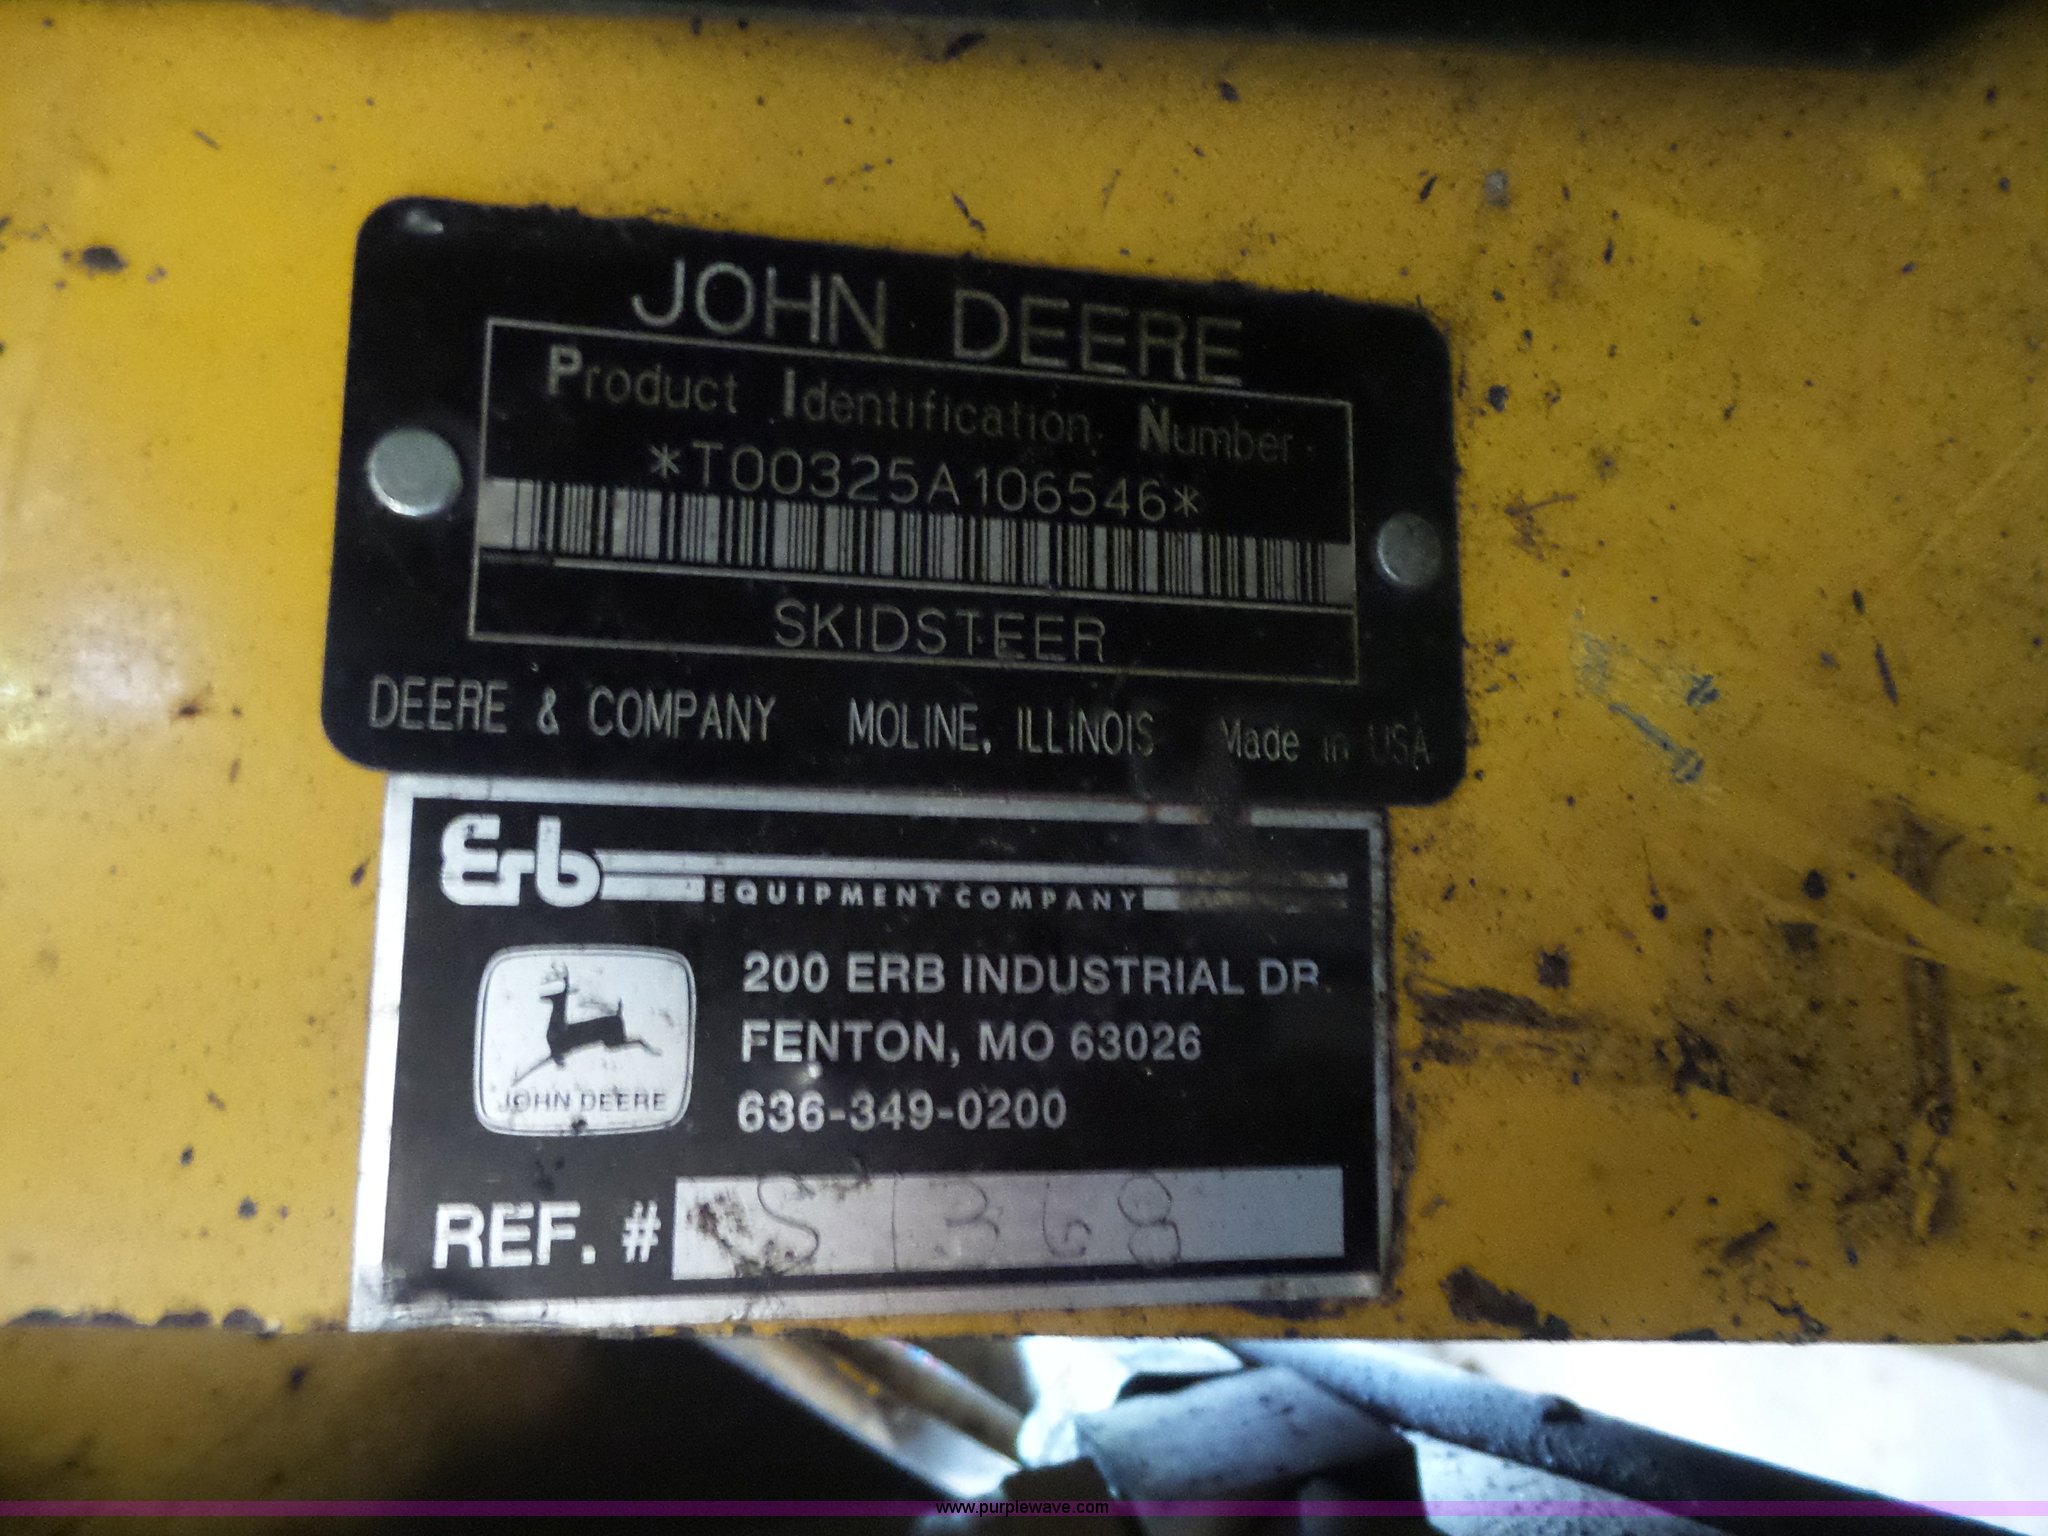 JOHN DEERE
Product Identification Number
*T00325A106546*
SKIDSTEER
DEERE & COMPANY MOLINE, ILLINOIS Made in USA
Erb
EQUIPMENT COMPANY
200 ERB INDUSTRIAL DR.
FENTON, MO 63026
636-349-0200
JOHN DEERE
REF. # S1368
www.purplewave.com